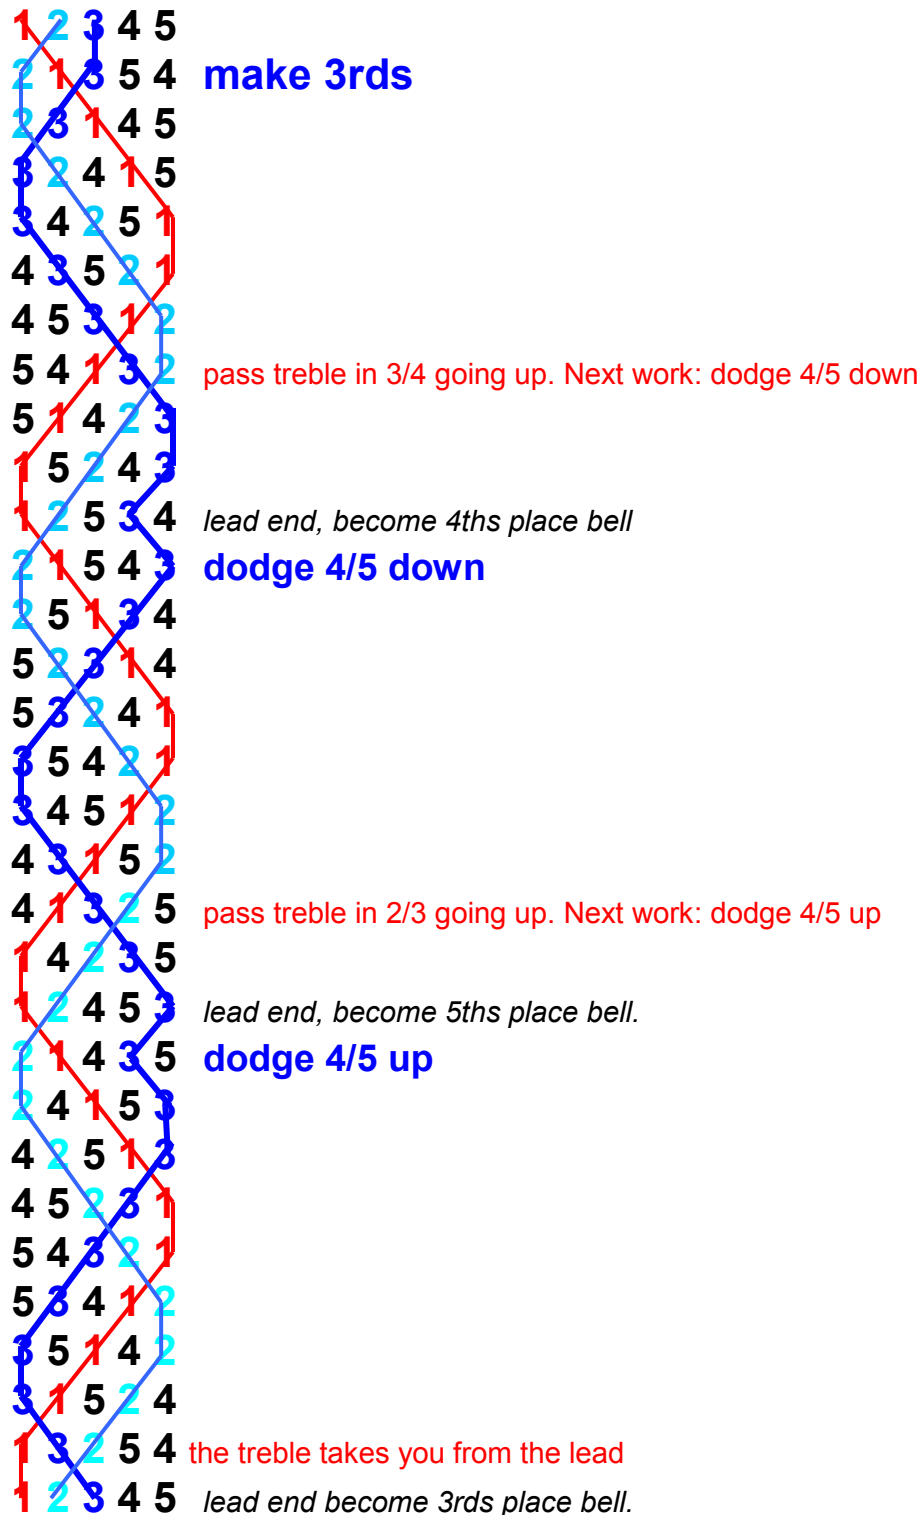 1 2 3 4 5
2 1 3 5 4 make 3rds
2 3 1 4 5
3 2 4 1 5
3 4 2 5 1
4 3 5 2 1
4 5 3 1 2
5 4 1 3 2 pass treble in 3/4 going up. Next work: dodge 4/5 down
5 1 4 2 3
1 5 2 4 3
1 2 5 3 4 lead end, become 4ths place bell
2 1 5 4 3 dodge 4/5 down
2 5 1 3 4
5 2 3 1 4
5 3 2 4 1
3 5 4 2 1
3 4 5 1 2
4 3 1 5 2
4 1 3 2 5 pass treble in 2/3 going up. Next work: dodge 4/5 up
1 4 2 3 5
1 2 4 5 3 lead end, become 5ths place bell.
2 1 4 3 5 dodge 4/5 up
2 4 1 5 3
4 2 5 1 3
4 5 2 3 1
5 4 3 2 1
5 3 4 1 2
3 5 1 4 2
3 1 5 2 4
1 3 2 5 4 the treble takes you from the lead
1 2 3 4 5 lead end become 3rds place bell.